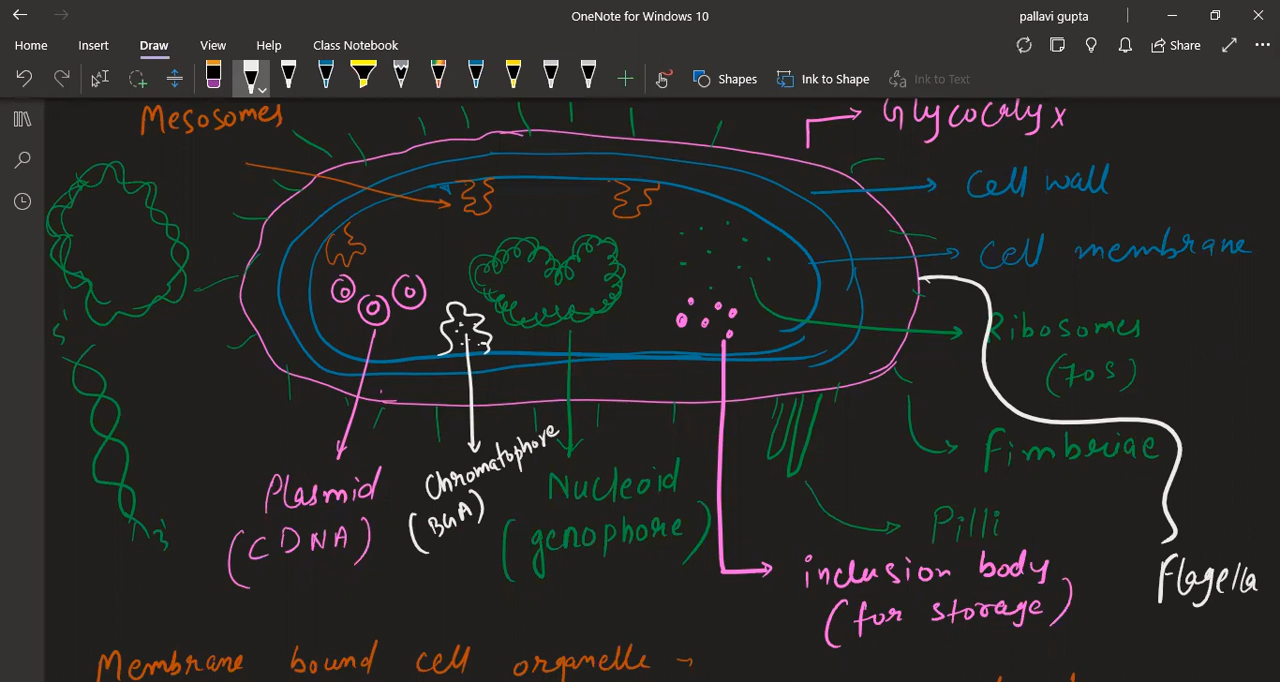 OneNote for Windows 10
pallavi gupta
Home
Insert
Draw
View
Help
Class Notebook
Share
Shapes
Ink to Shape
Ink to Text
Mesosomes
Glycocalyx
Cell wall
Cell membrane
Ribosomes
(70S)
5'
3'
fimbriae
Chromatophore
(BGA)
Plasmid
(CDNA)
Nucleoid
(genophore)
Pilli
inclusion body
(for storage)
Flagella
Membrane bound cell organelle →